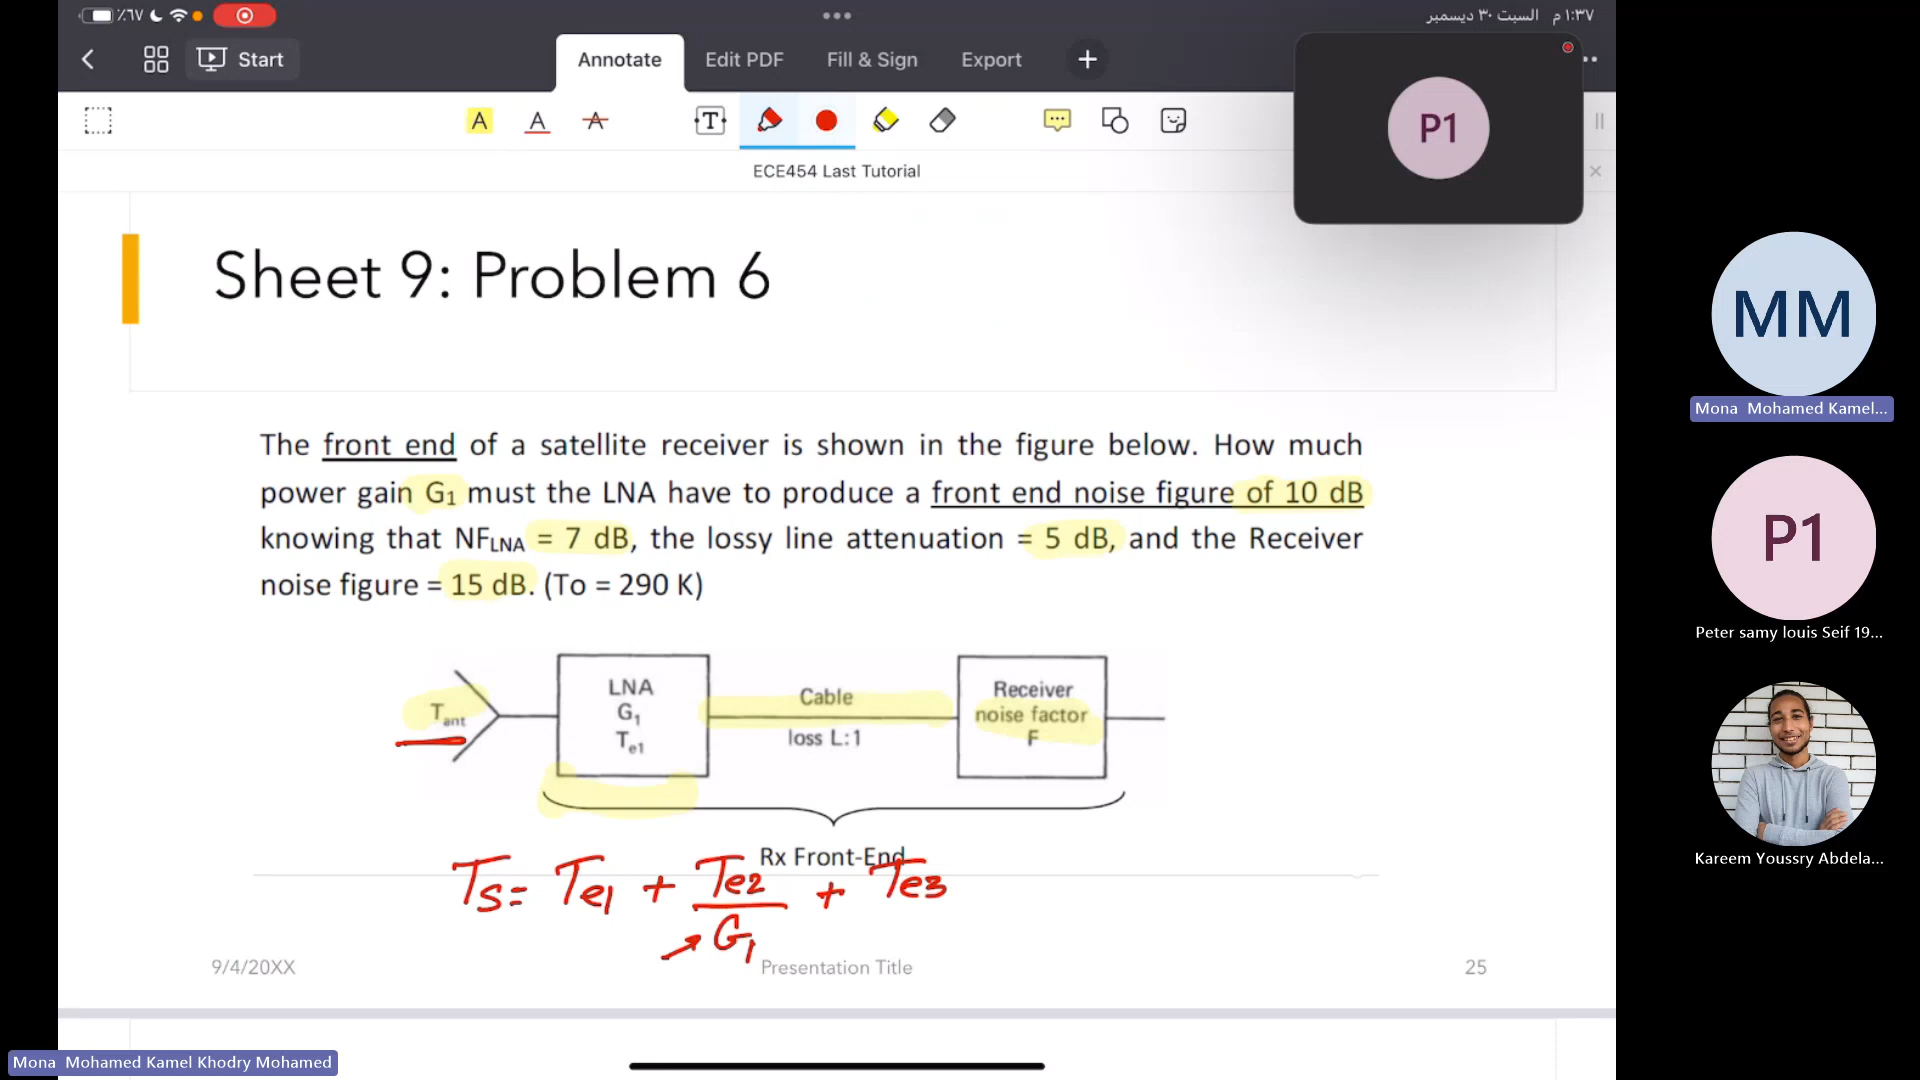 ٪٦٧
١:٣٧ م السبت ٣٠ ديسمبر
Start
Annotate
Edit PDF
Fill & Sign
Export
A A A T
ECE454 Last Tutorial
P1
Sheet 9: Problem 6
The front end of a satellite receiver is shown in the figure below. How much
power gain G1 must the LNA have to produce a front end noise figure of 10 dB
knowing that NFLNA = 7 dB, the lossy line attenuation = 5 dB, and the Receiver
noise figure = 15 dB. (To = 290 K)
Tant
LNA
G1
Te1
Cable
loss L:1
Receiver
noise factor
F
Rx Front-End
Ts = Te1 + Te2/G1 + Te3
9/4/20XX
Presentation Title
25
MM
Mona Mohamed Kamel...
P1
Peter samy louis Seif 19...
Kareem Youssry Abdela...
Mona Mohamed Kamel Khodry Mohamed